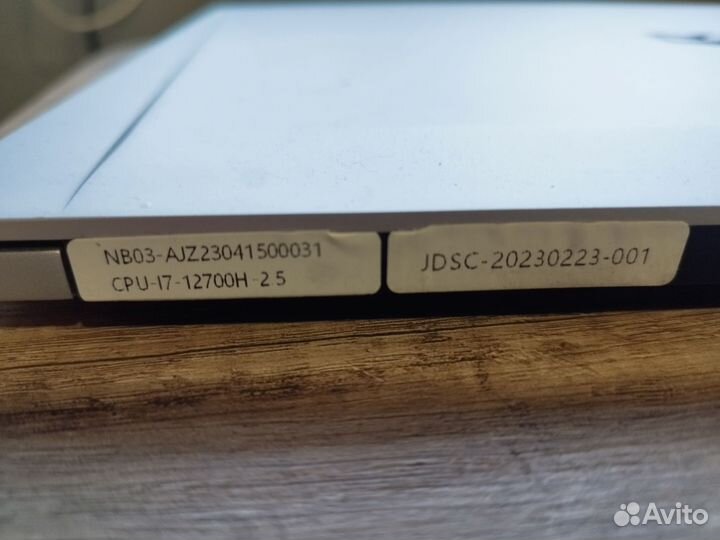 NB03-AJZ23041500031
CPU-I7-12700H-2.5
JDSC-20230223-001
Avito